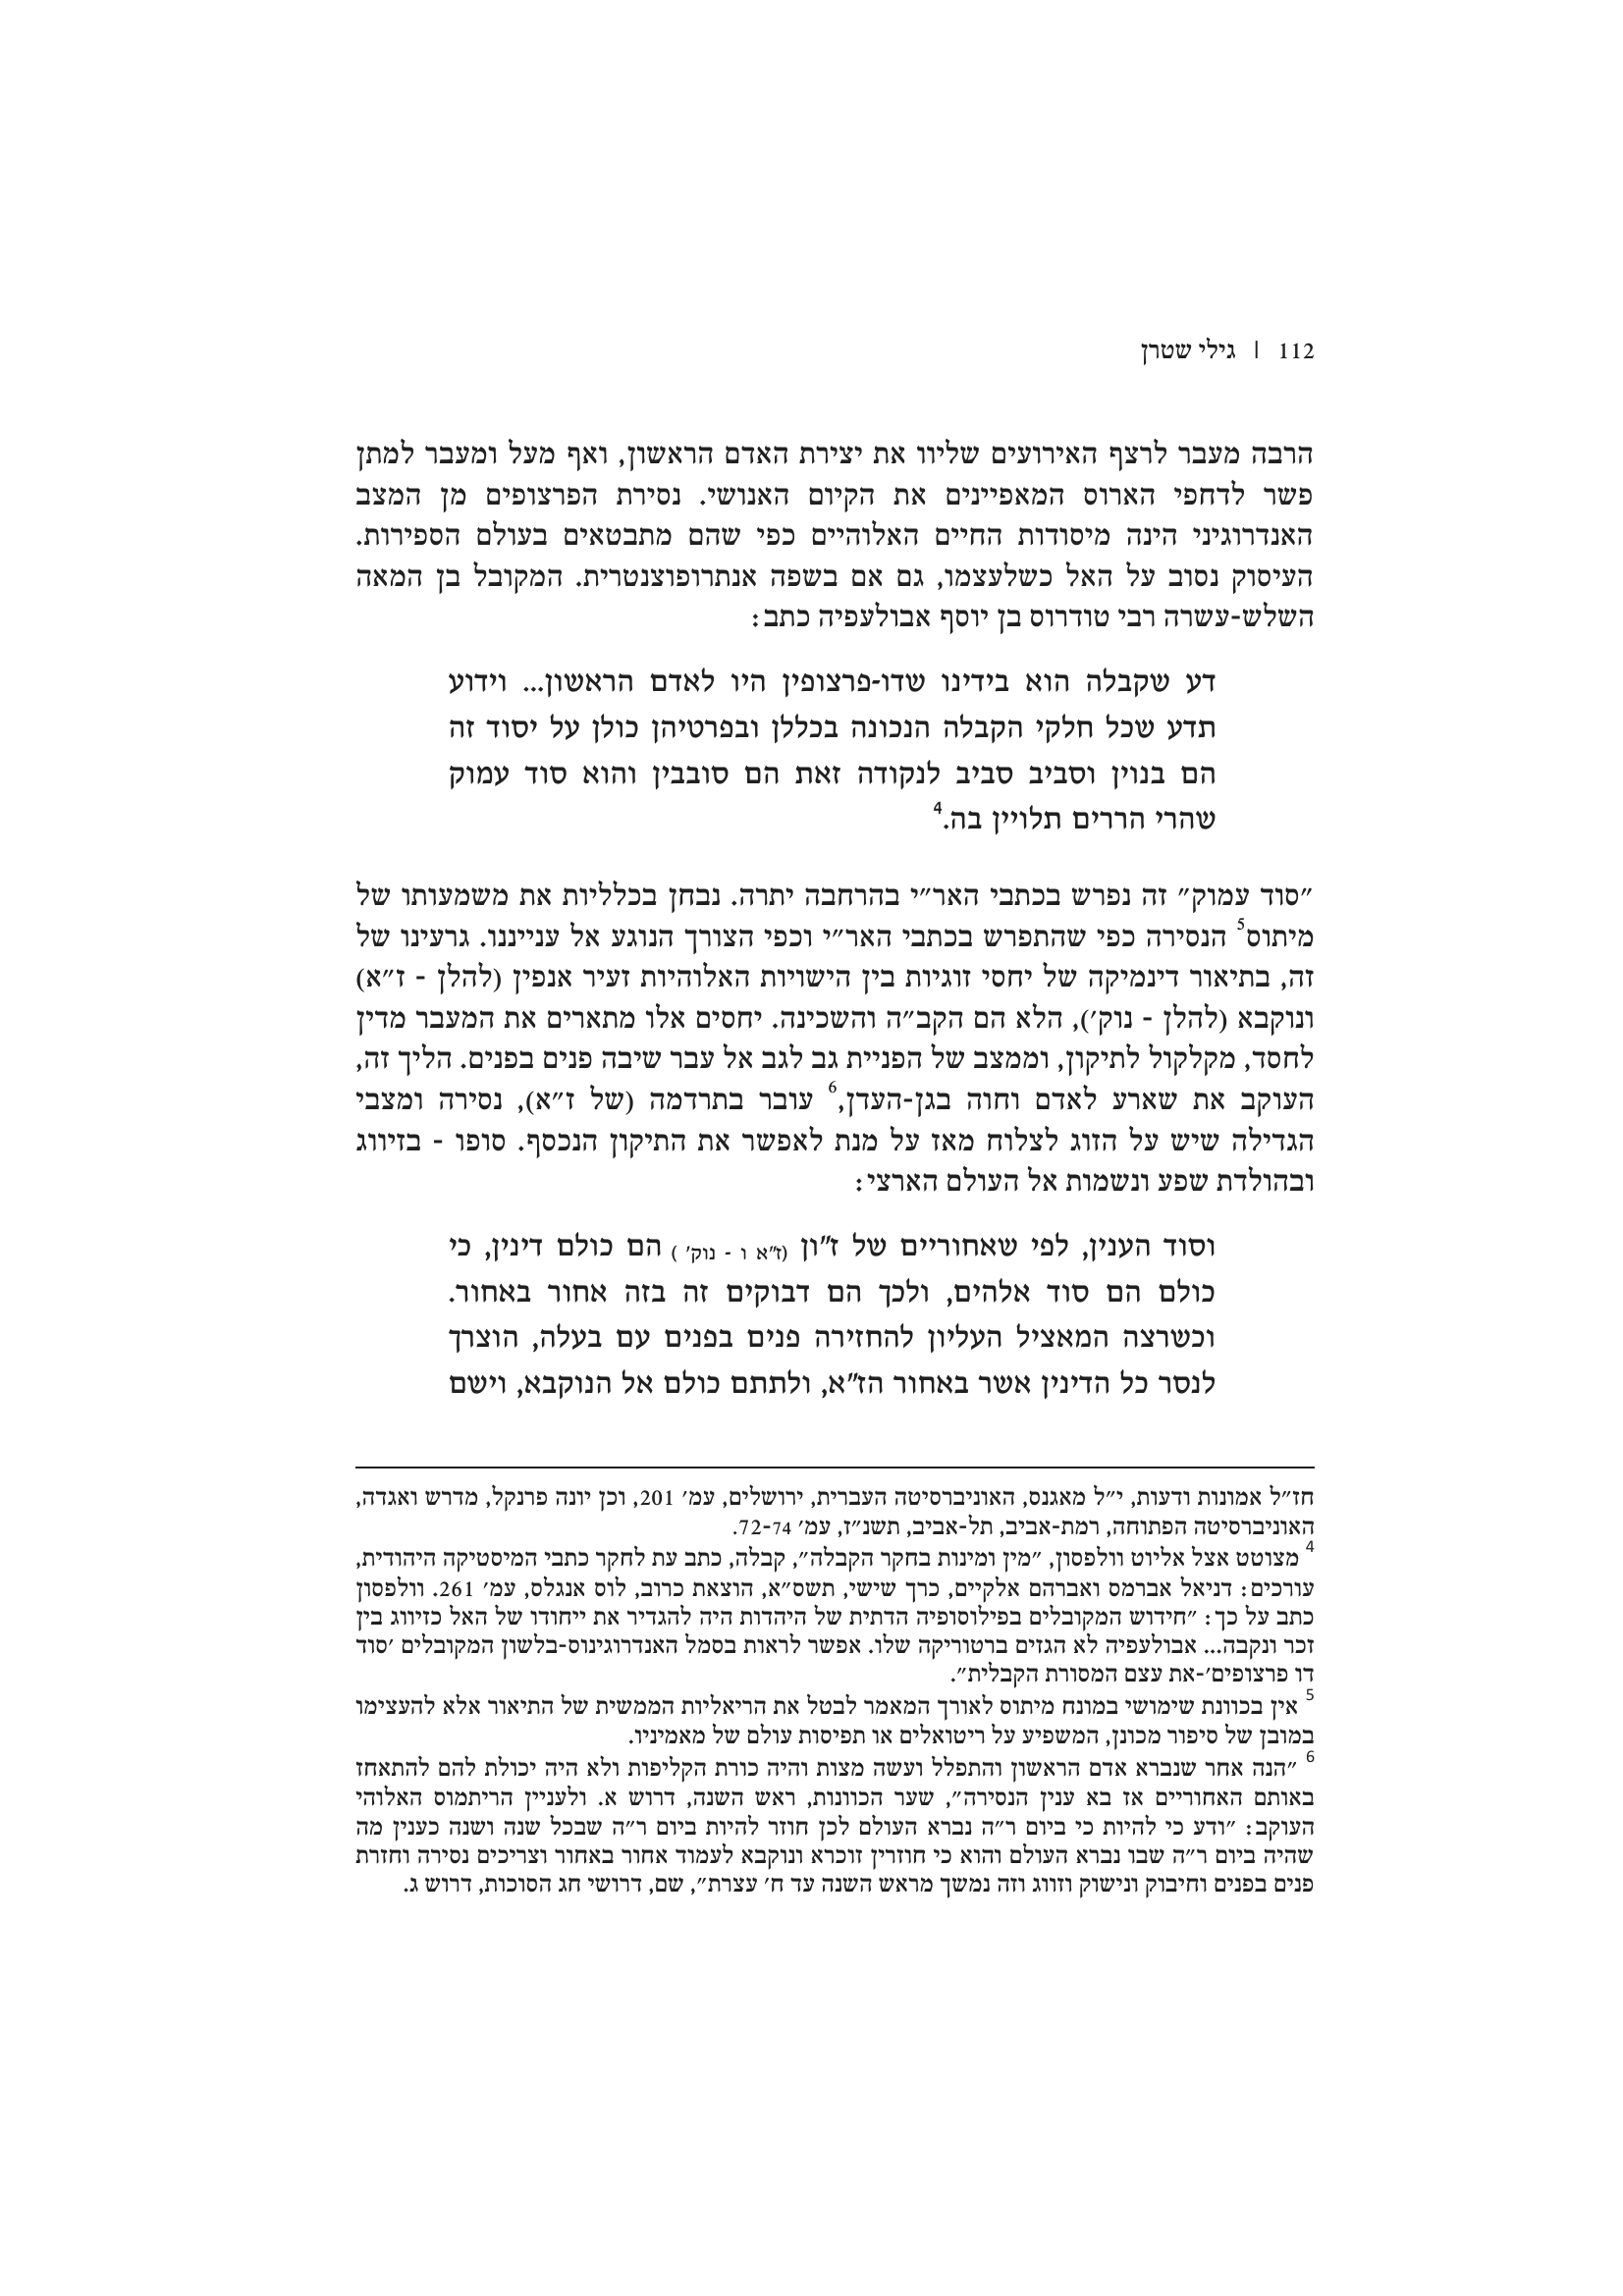 112 | גילי שטרן
הרבה מעבר לרצף האירועים שליוו את יצירת האדם הראשון, ואף מעל ומעבר למתן
פשר לדחפי הארוס המאפיינים את הקיום האנושי. נסירת הפרצופים מן המצב
האנדרוגיני הינה מיסודות החיים האלוהיים כפי שהם מתבטאים בעולם הספירות.
העיסוק נסוב על האל כשלעצמו, גם אם בשפה אנתרופוצנטרית. המקובל בן המאה
השלש-עשרה רבי טודרוס בן יוסף אבולעפיה כתב:
דע שקבלה הוא בידינו שדו-פרצופין היו לאדם הראשון... וידוע
תדע שכל חלקי הקבלה הנכונה בכללן ובפרטיהן כולן על יסוד זה
הם בנוין וסביב סביב לנקודה זאת הם סובבין והוא סוד עמוק
שהרי הררים תלויין בה.4
״סוד עמוק״ זה נפרש בכתבי האר״י בהרחבה יתרה. נבחן בכלליות את משמעותו של
מיתוס5 הנסירה כפי שהתפרש בכתבי האר״י וכפי הצורך הנוגע אל ענייננו. גרעינו של
זה, בתיאור דינמיקה של יחסי זוגיות בין הישויות האלוהיות זעיר אנפין (להלן - ז״א)
ונוקבא (להלן - נוק׳), הלא הם הקב״ה והשכינה. יחסים אלו מתארים את המעבר מדין
לחסד, מקלקול לתיקון, וממצב של הפניית גב לגב אל עבר שיבה פנים בפנים. הליך זה,
העוקב את שארע לאדם וחוה בגן-העדן,6 עובר בתרדמה (של ז״א), נסירה ומצבי
הגדילה שיש על הזוג לצלוח מאז על מנת לאפשר את התיקון הנכסף. סופו - בזיווג
ובהולדת שפע ונשמות אל העולם הארצי:
וסוד הענין, לפי שאחוריים של ז״ון (ז״א ו - נוק׳ ) הם כולם דינין, כי
כולם הם סוד אלהים, ולכך הם דבוקים זה בזה אחור באחור.
וכשרצה המאציל העליון להחזירה פנים בפנים עם בעלה, הוצרך
לנסר כל הדינין אשר באחור הז״א, ולתתם כולם אל הנוקבא, וישם
חז״ל אמונות ודעות, י״ל מאגנס, האוניברסיטה העברית, ירושלים, עמ׳ 201, וכן יונה פרנקל, מדרש ואגדה,
האוניברסיטה הפתוחה, רמת-אביב, תל-אביב, תשנ״ז, עמ׳ 72-74.
4 מצוטט אצל אליוט וולפסון, ״מין ומינות בחקר הקבלה״, קבלה, כתב עת לחקר כתבי המיסטיקה היהודית,
עורכים: דניאל אברמס ואברהם אלקיים, כרך שישי, תשס״א, הוצאת כרוב, לוס אנגלס, עמ׳ 261. וולפסון
כתב על כך: ״חידוש המקובלים בפילוסופיה הדתית של היהדות היה להגדיר את ייחודו של האל כזיווג בין
זכר ונקבה... אבולעפיה לא הגזים ברטוריקה שלו. אפשר לראות בסמל האנדרוגינוס-בלשון המקובלים ׳סוד
דו פרצופים׳-את עצם המסורת הקבלית״.
5 אין בכוונת שימושי במונח מיתוס לאורך המאמר לבטל את הריאליות הממשית של התיאור אלא להעצימו
במובן של סיפור מכונן, המשפיע על ריטואלים או תפיסות עולם של מאמיניו.
6 ״הנה אחר שנברא אדם הראשון והתפלל ועשה מצות והיה כורת הקליפות ולא היה יכולת להם להתאחז
באותם האחוריים אז בא ענין הנסירה״, שער הכוונות, ראש השנה, דרוש א. ולעניין הריתמוס האלוהי
העוקב: ״ודע כי להיות כי ביום ר״ה נברא העולם לכן חוזר להיות ביום ר״ה שבכל שנה ושנה כענין מה
שהיה ביום ר״ה שבו נברא העולם והוא כי חוזרין זוכרא ונוקבא לעמוד אחור באחור וצריכים נסירה וחזרת
פנים בפנים וחיבוק ונישוק וזווג וזה נמשך מראש השנה עד ח׳ עצרת״, שם, דרושי חג הסוכות, דרוש ג.